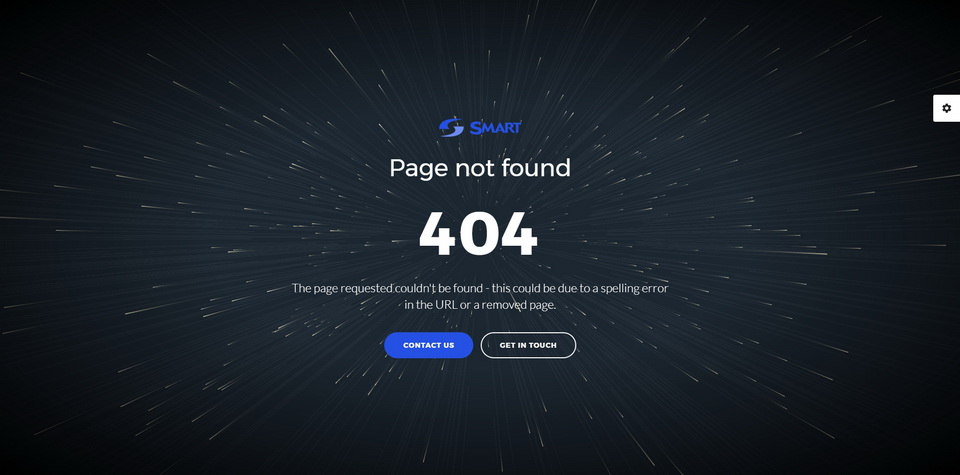 SMART
Page not found
404
The page requested couldn't be found - this could be due to a spelling error
in the URL or a removed page.
CONTACT US
GET IN TOUCH